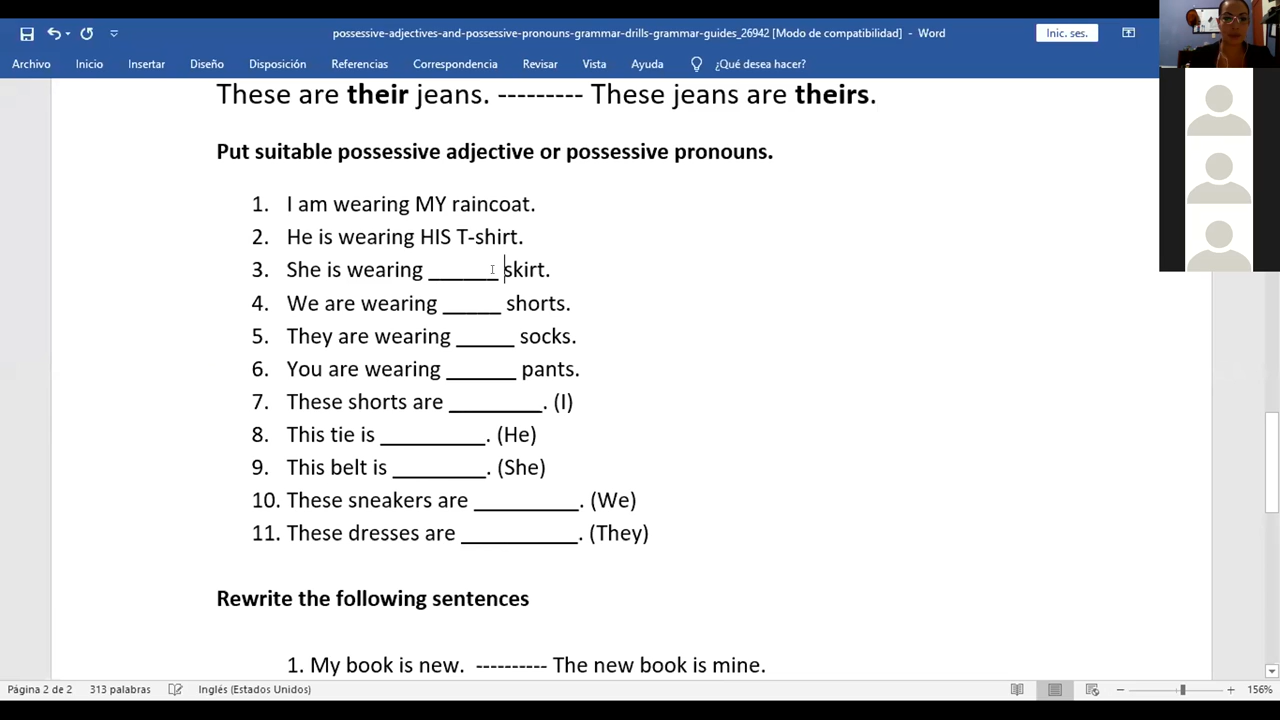 possessive-adjectives-and-possessive-pronouns-grammar-drills-grammar-guides_26942 [Modo de compatibilidad] - Word
Inic. ses.
Archivo Inicio Insertar Diseño Disposición Referencias Correspondencia Revisar Vista Ayuda ¿Qué desea hacer?
These are their jeans. --------- These jeans are theirs.
Put suitable possessive adjective or possessive pronouns.
1. I am wearing MY raincoat.
2. He is wearing HIS T-shirt.
3. She is wearing ______ skirt.
4. We are wearing _____ shorts.
5. They are wearing _____ socks.
6. You are wearing ______ pants.
7. These shorts are ________. (I)
8. This tie is _________. (He)
9. This belt is ________. (She)
10. These sneakers are _________. (We)
11. These dresses are __________. (They)
Rewrite the following sentences
1. My book is new. ---------- The new book is mine.
Página 2 de 2 313 palabras Inglés (Estados Unidos) 156%